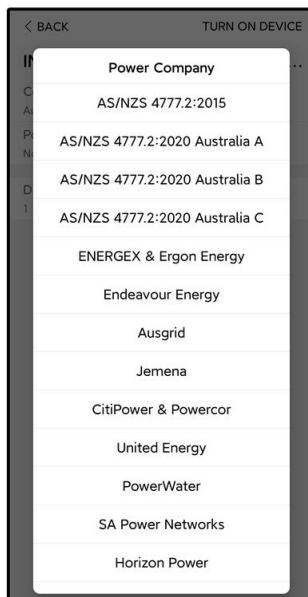 BACK
TURN ON DEVICE
Power Company
AS/NZS 4777.2:2015
AS/NZS 4777.2:2020 Australia A
AS/NZS 4777.2:2020 Australia B
AS/NZS 4777.2:2020 Australia C
ENERGEX & Ergon Energy
Endeavour Energy
Ausgrid
Jemena
CitiPower & Powercor
United Energy
PowerWater
SA Power Networks
Horizon Power
1